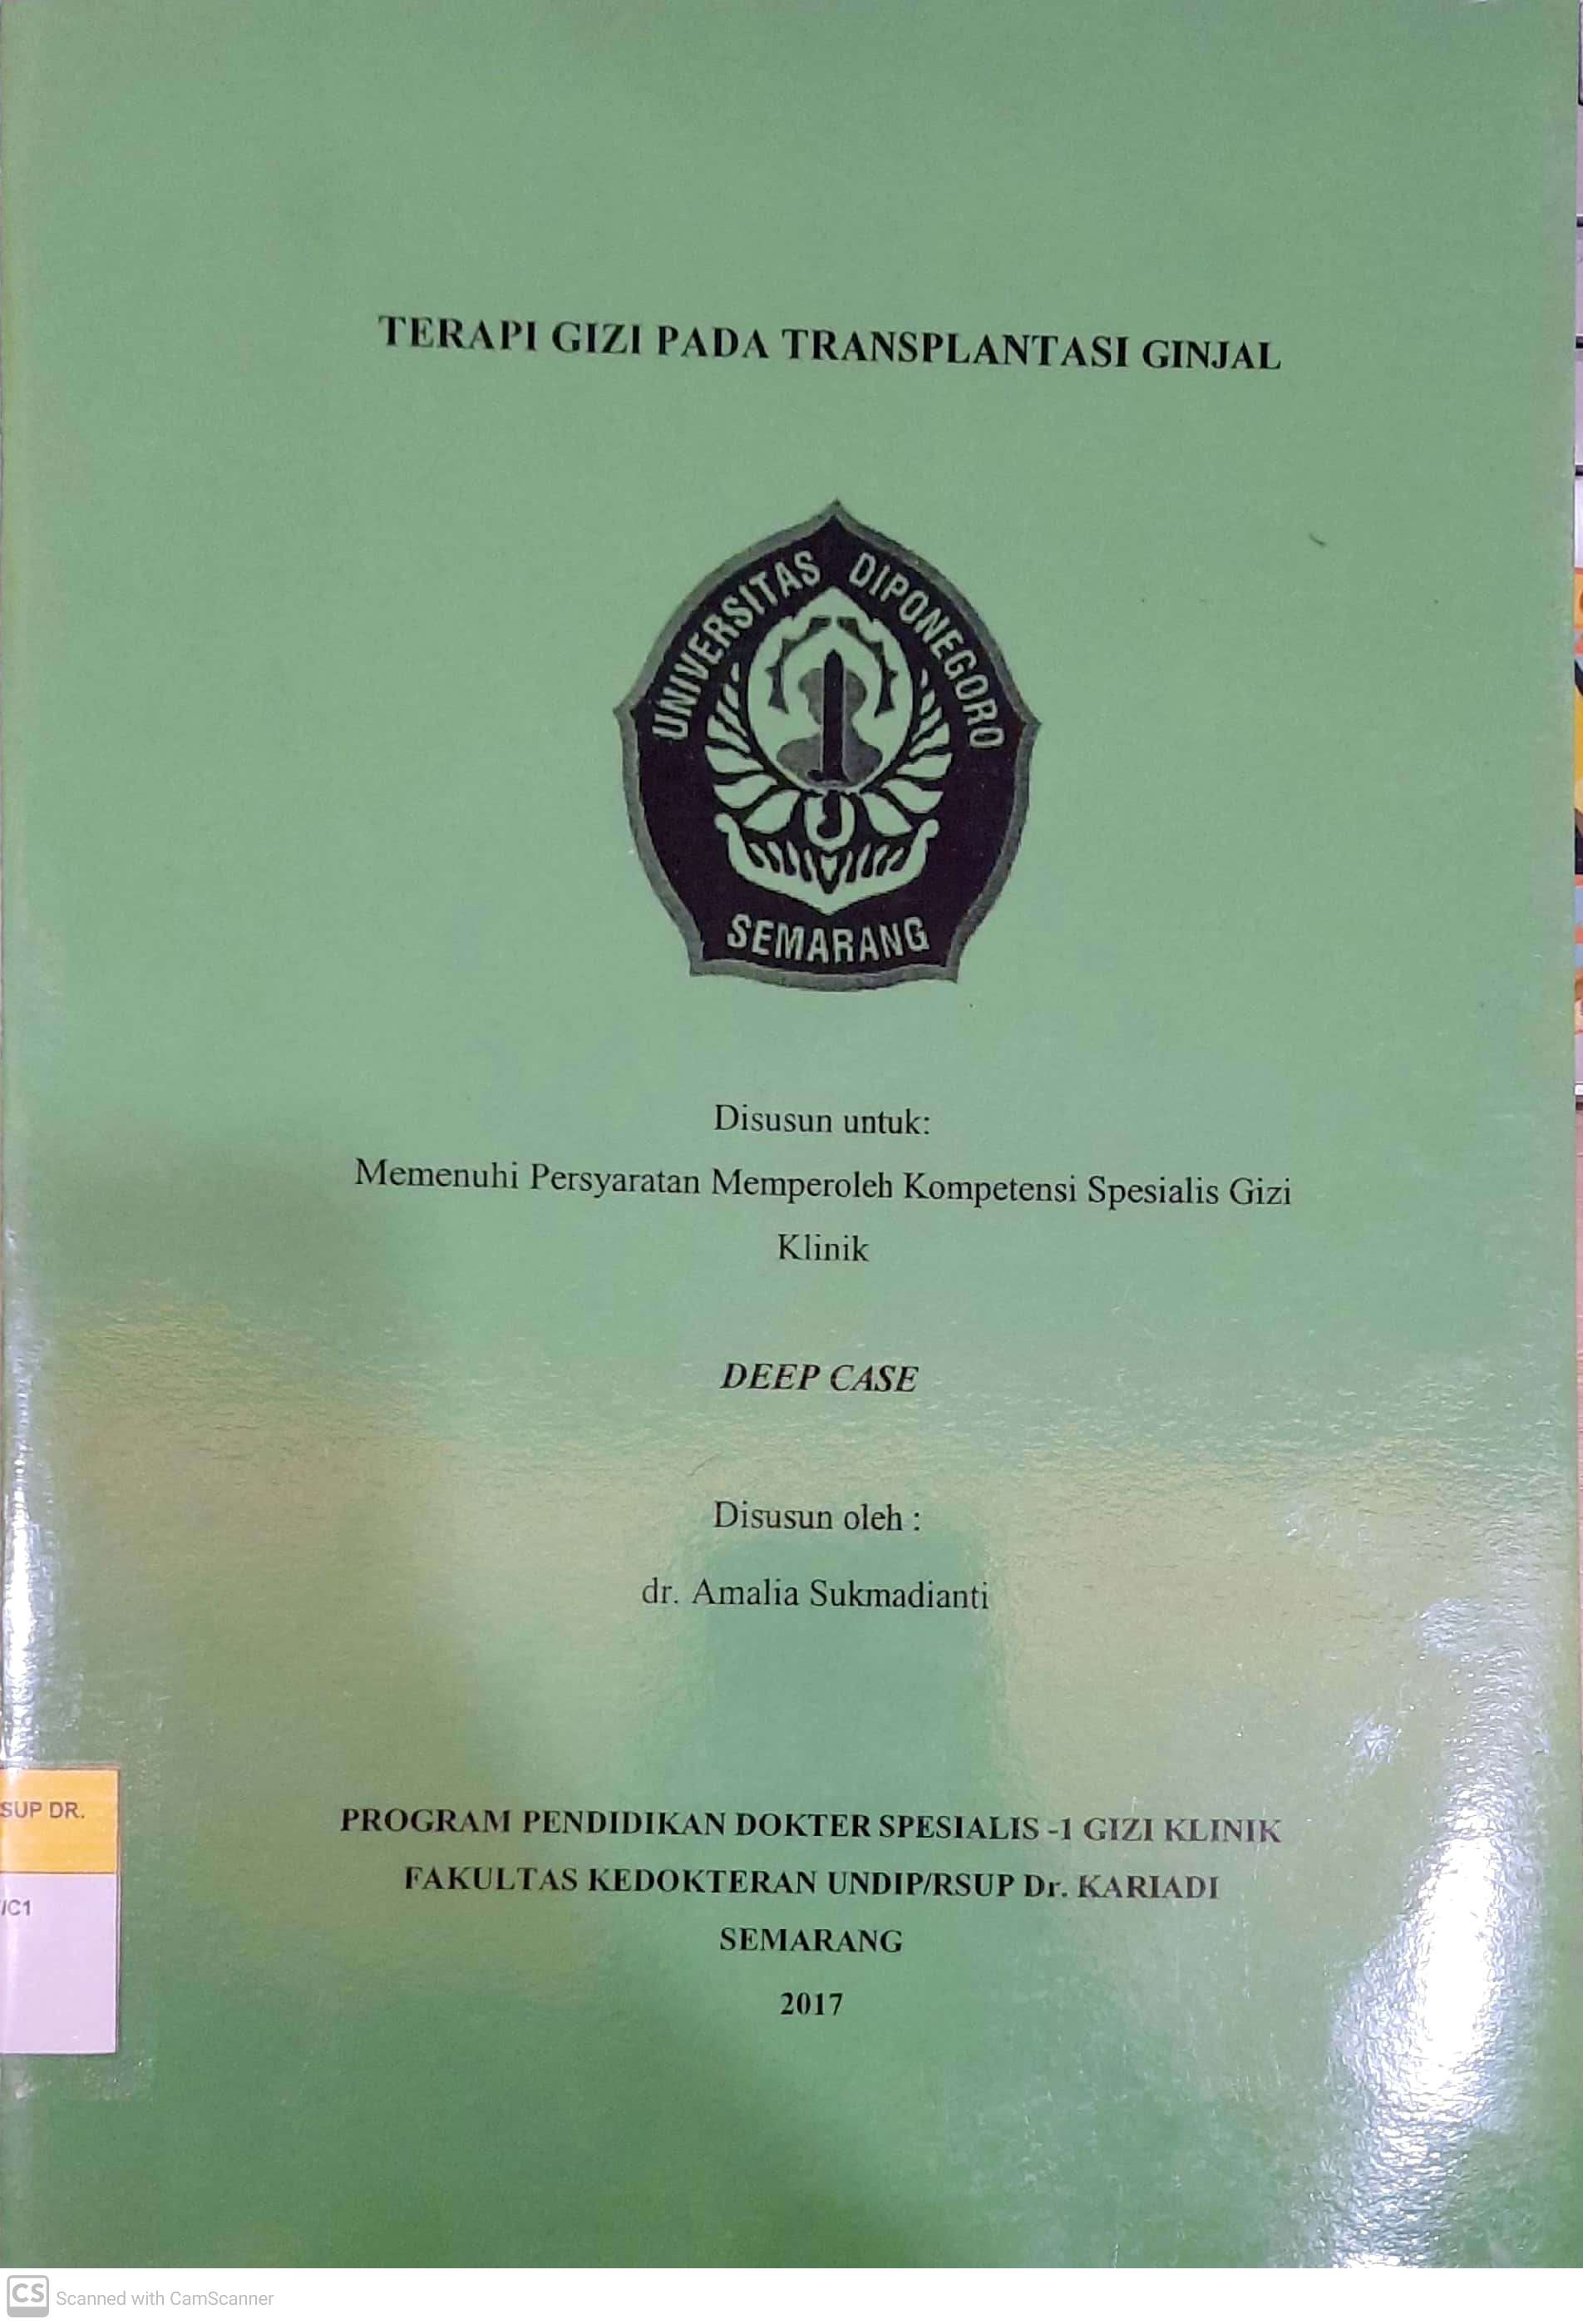 TERAPI GIZI PADA TRANSPLANTASI GINJAL
UNIVERSITAS DIPONEGORO
SEMARANG
Disusun untuk:
Memenuhi Persyaratan Memperoleh Kompetensi Spesialis Gizi
Klinik
DEEP CASE
Disusun oleh :
dr. Amalia Sukmadianti
SUP DR.
/C1
PROGRAM PENDIDIKAN DOKTER SPESIALIS -1 GIZI KLINIK
FAKULTAS KEDOKTERAN UNDIP/RSUP Dr. KARIADI
SEMARANG
2017
CS Scanned with CamScanner